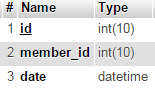 # Name Type
1 id int(10)
2 member_id int(10)
3 date datetime